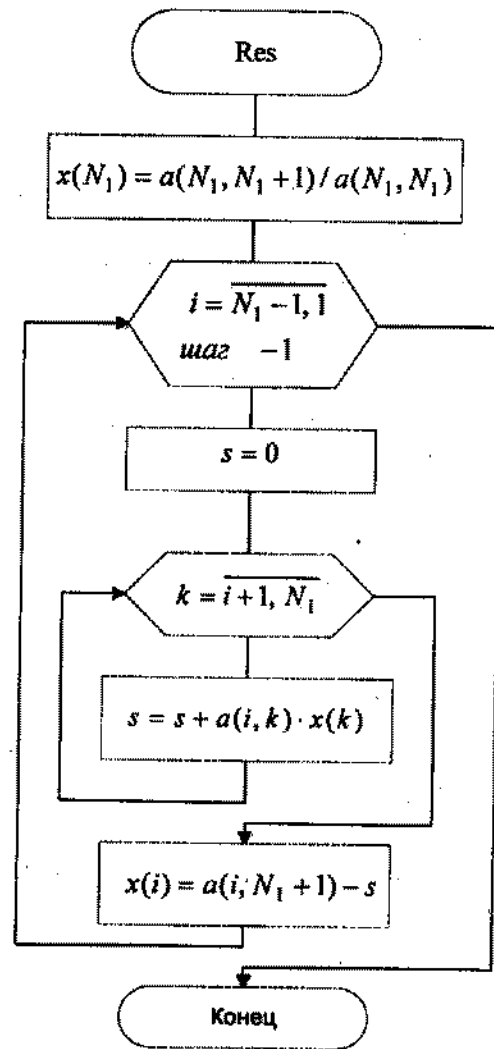 Res
x(N₁) = a(N₁, N₁ + 1) / a(N₁, N₁)
i = N₁ − 1, 1
шаг −1
s = 0
k = i + 1, N₁
s = s + a(i, k) · x(k)
x(i) = a(i, N₁ + 1) − s
Конец